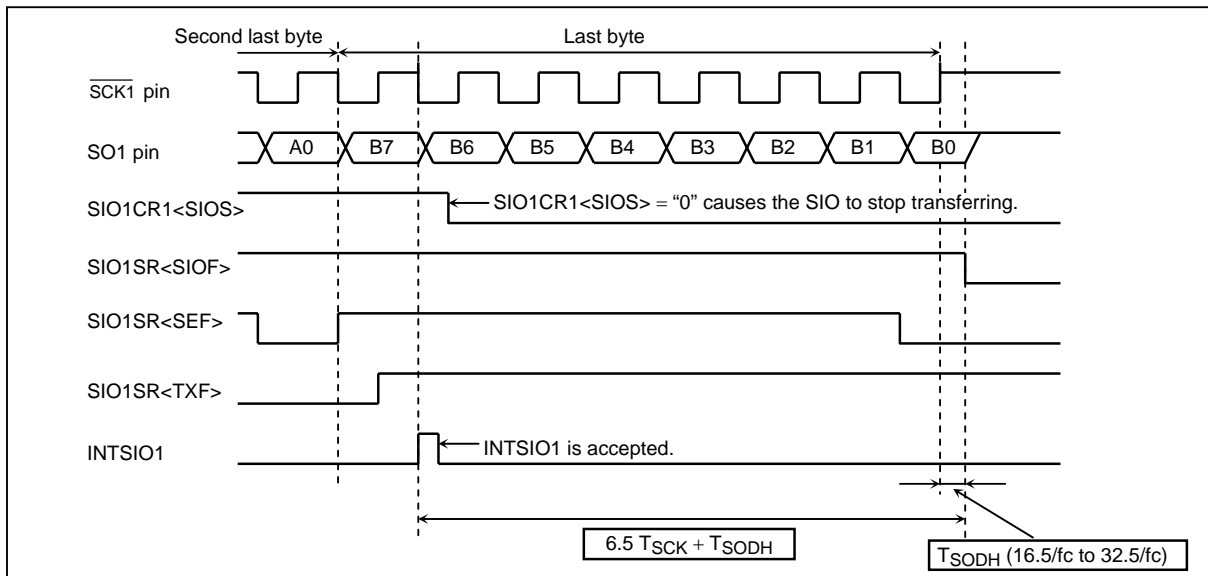 Second last byte Last byte
SCK1 pin
SO1 pin A0 B7 B6 B5 B4 B3 B2 B1 B0
SIO1CR1<SIOS> SIO1CR1<SIOS> = “0” causes the SIO to stop transferring.
SIO1SR<SIOF>
SIO1SR<SEF>
SIO1SR<TXF>
INTSIO1 INTSIO1 is accepted.
6.5 TSCK + TSODH
TSODH (16.5/fc to 32.5/fc)